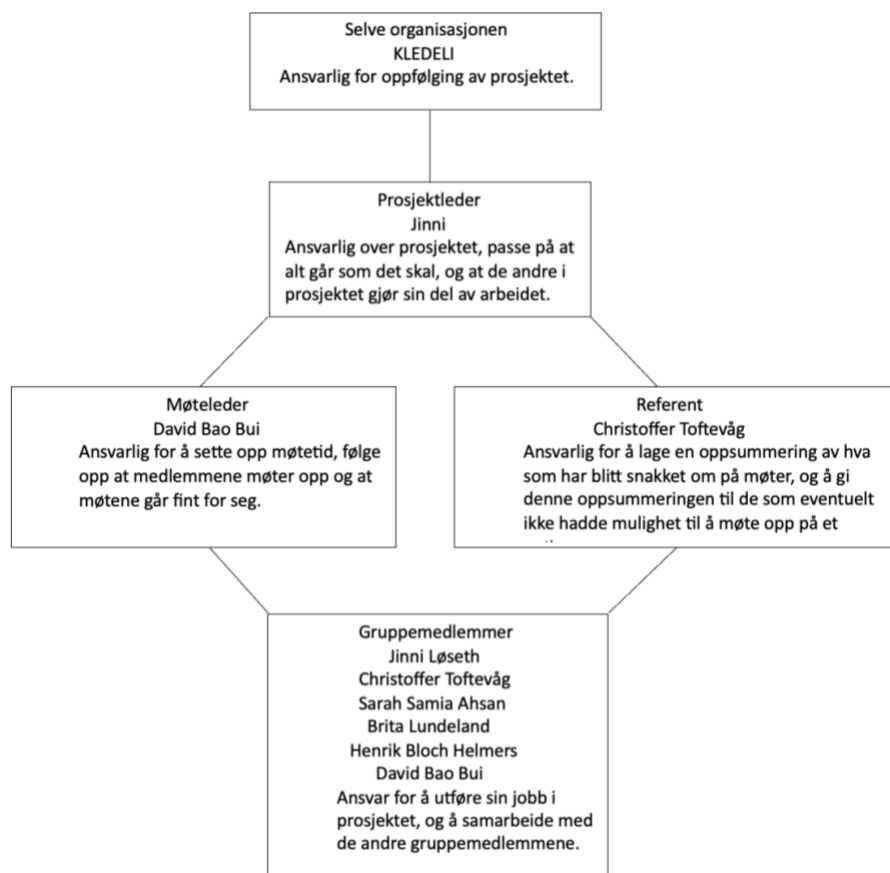 Selve organisasjonen
KLEDELI
Ansvarlig for oppfølging av prosjektet.
Prosjektleder
Jinni
Ansvarlig over prosjektet, passe på at
alt går som det skal, og at de andre i
prosjektet gjør sin del av arbeidet.
Møteleder
David Bao Bui
Ansvarlig for å sette opp møtetid, følge
opp at medlemmene møter opp og at
møtene går fint for seg.
Referent
Christoffer Toftevåg
Ansvarlig for å lage en oppsummering av hva
som har blitt snakket om på møter, og å gi
denne oppsummeringen til de som eventuelt
ikke hadde mulighet til å møte opp på et
Gruppemedlemmer
Jinni Løseth
Christoffer Toftevåg
Sarah Samia Ahsan
Brita Lundeland
Henrik Bloch Helmers
David Bao Bui
Ansvar for å utføre sin jobb i
prosjektet, og å samarbeide med
de andre gruppemedlemmene.